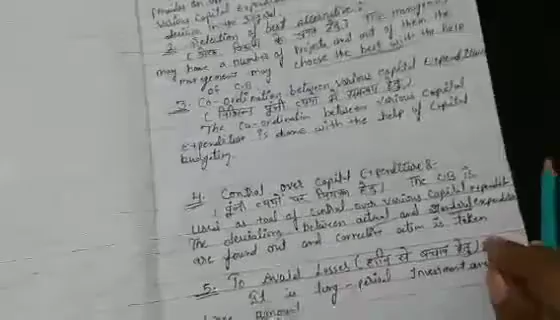 various Capital Expend
decision
2. Selection of best alternative:
The management
may have a number of projects and out of them the
management may choose the best with the help
of C.B.
3. Co-ordination between various Capital Expenditure
( विभिन्न पूंजी व्ययों में समन्वय हेतु )
The co-ordination between various Capital
Expenditure is done with the help of Capital
budgeting.
4. Control over Capital Expenditure:-
( पूंजी व्ययों पर नियंत्रण हेतु ) The C.B is
used as tool of control over various Capital expendit
The deviations between actual and standard expenditure
are found out and corrective action is taken
5. To Avoid Losses ( हानि से बचाव हेतु )
It is long-period Investment